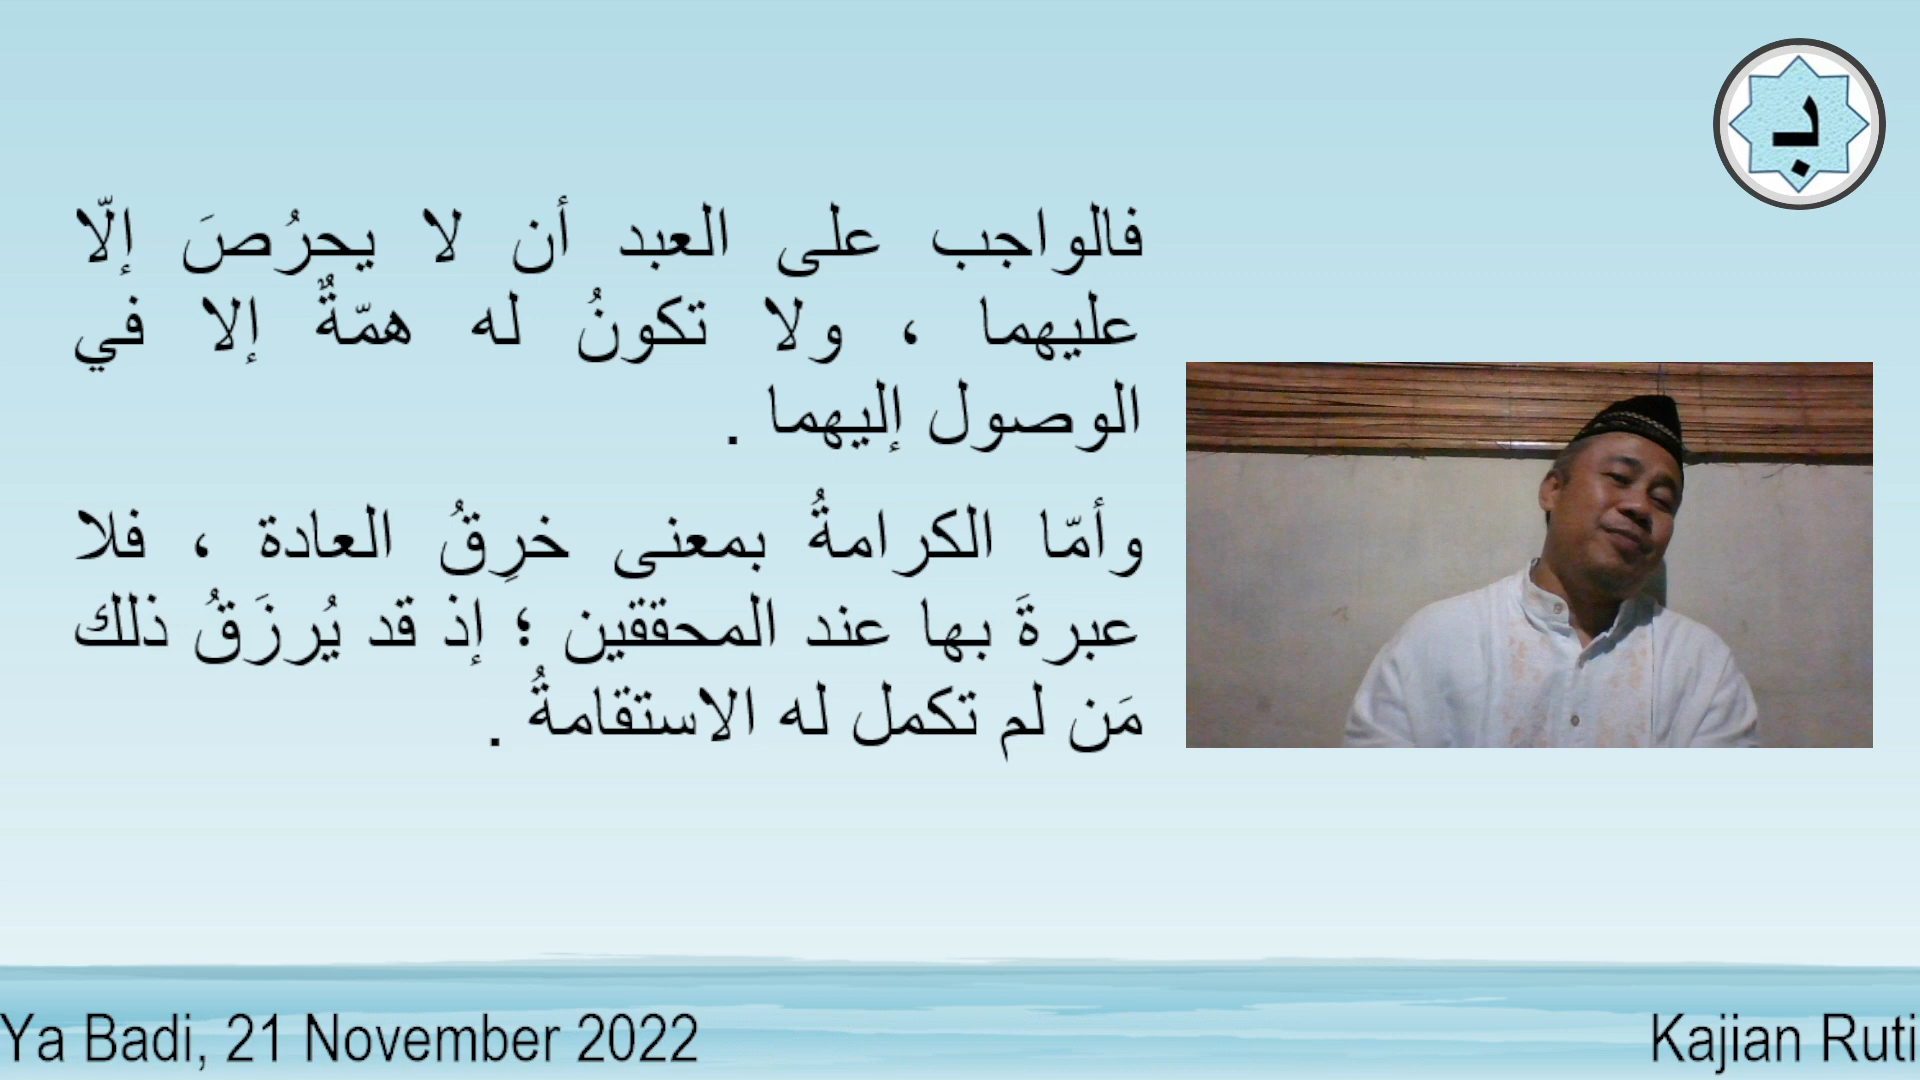 فالواجب على العبد أن لا يحرُصَ إلّا
عليهما ، ولا تكونُ له همّةٌ إلا في
الوصول إليهما .
وأمّا الكرامةُ بمعنى خرِقُ العادة ، فلا
عبرةَ بها عند المحققين ؛ إذ قد يُرزَقُ ذلك
مَن لم تكمل له الاستقامةُ .
Ya Badi, 21 November 2022
Kajian Ruti